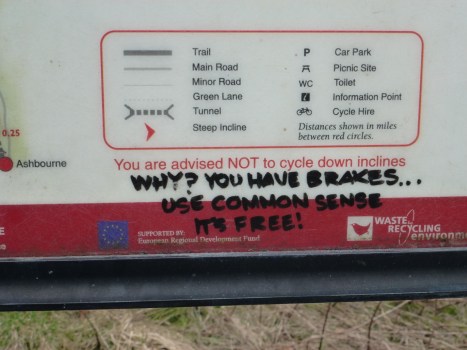 Trail
Main Road
Minor Road
Green Lane
Tunnel
Steep Incline
P Car Park
Picnic Site
WC Toilet
i Information Point
Cycle Hire
Distances shown in miles
between red circles.
0.25
Ashbourne
You are advised NOT to cycle down inclines
WHY? YOU HAVE BRAKES...
USE COMMON SENSE
IT'S FREE!
SUPPORTED BY:
European Regional Development Fund
WASTE
RECYCLING